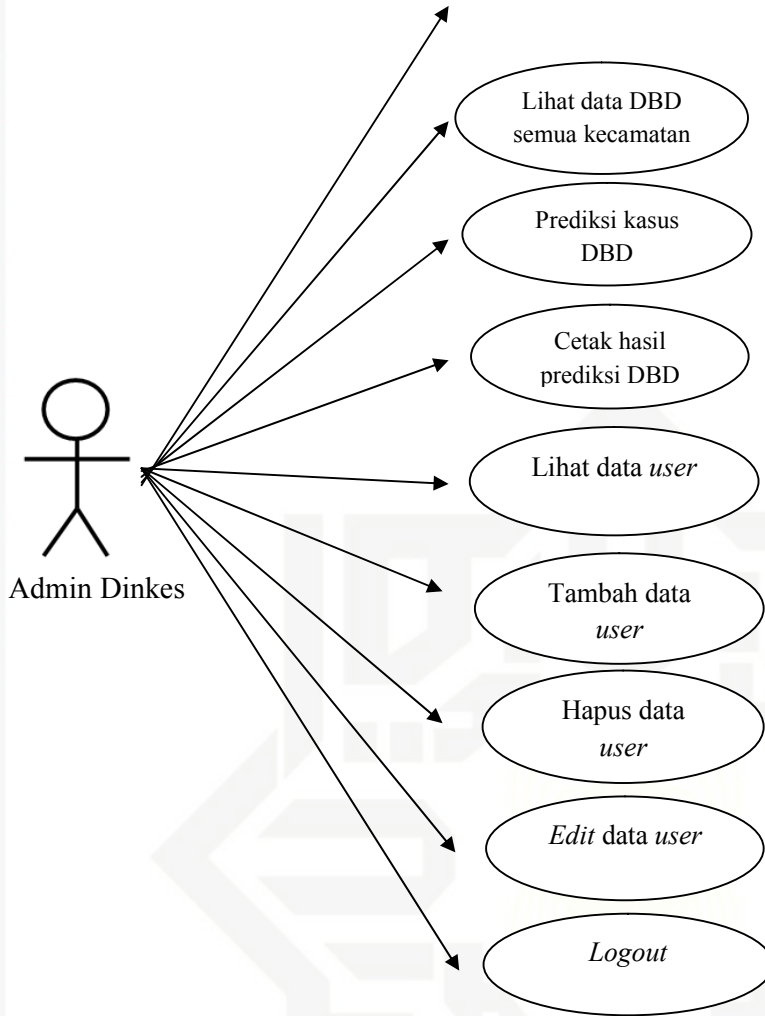 Lihat data DBD
semua kecamatan
Prediksi kasus
DBD
Cetak hasil
prediksi DBD
Lihat data user
Admin Dinkes
Tambah data
user
Hapus data
user
Edit data user
Logout